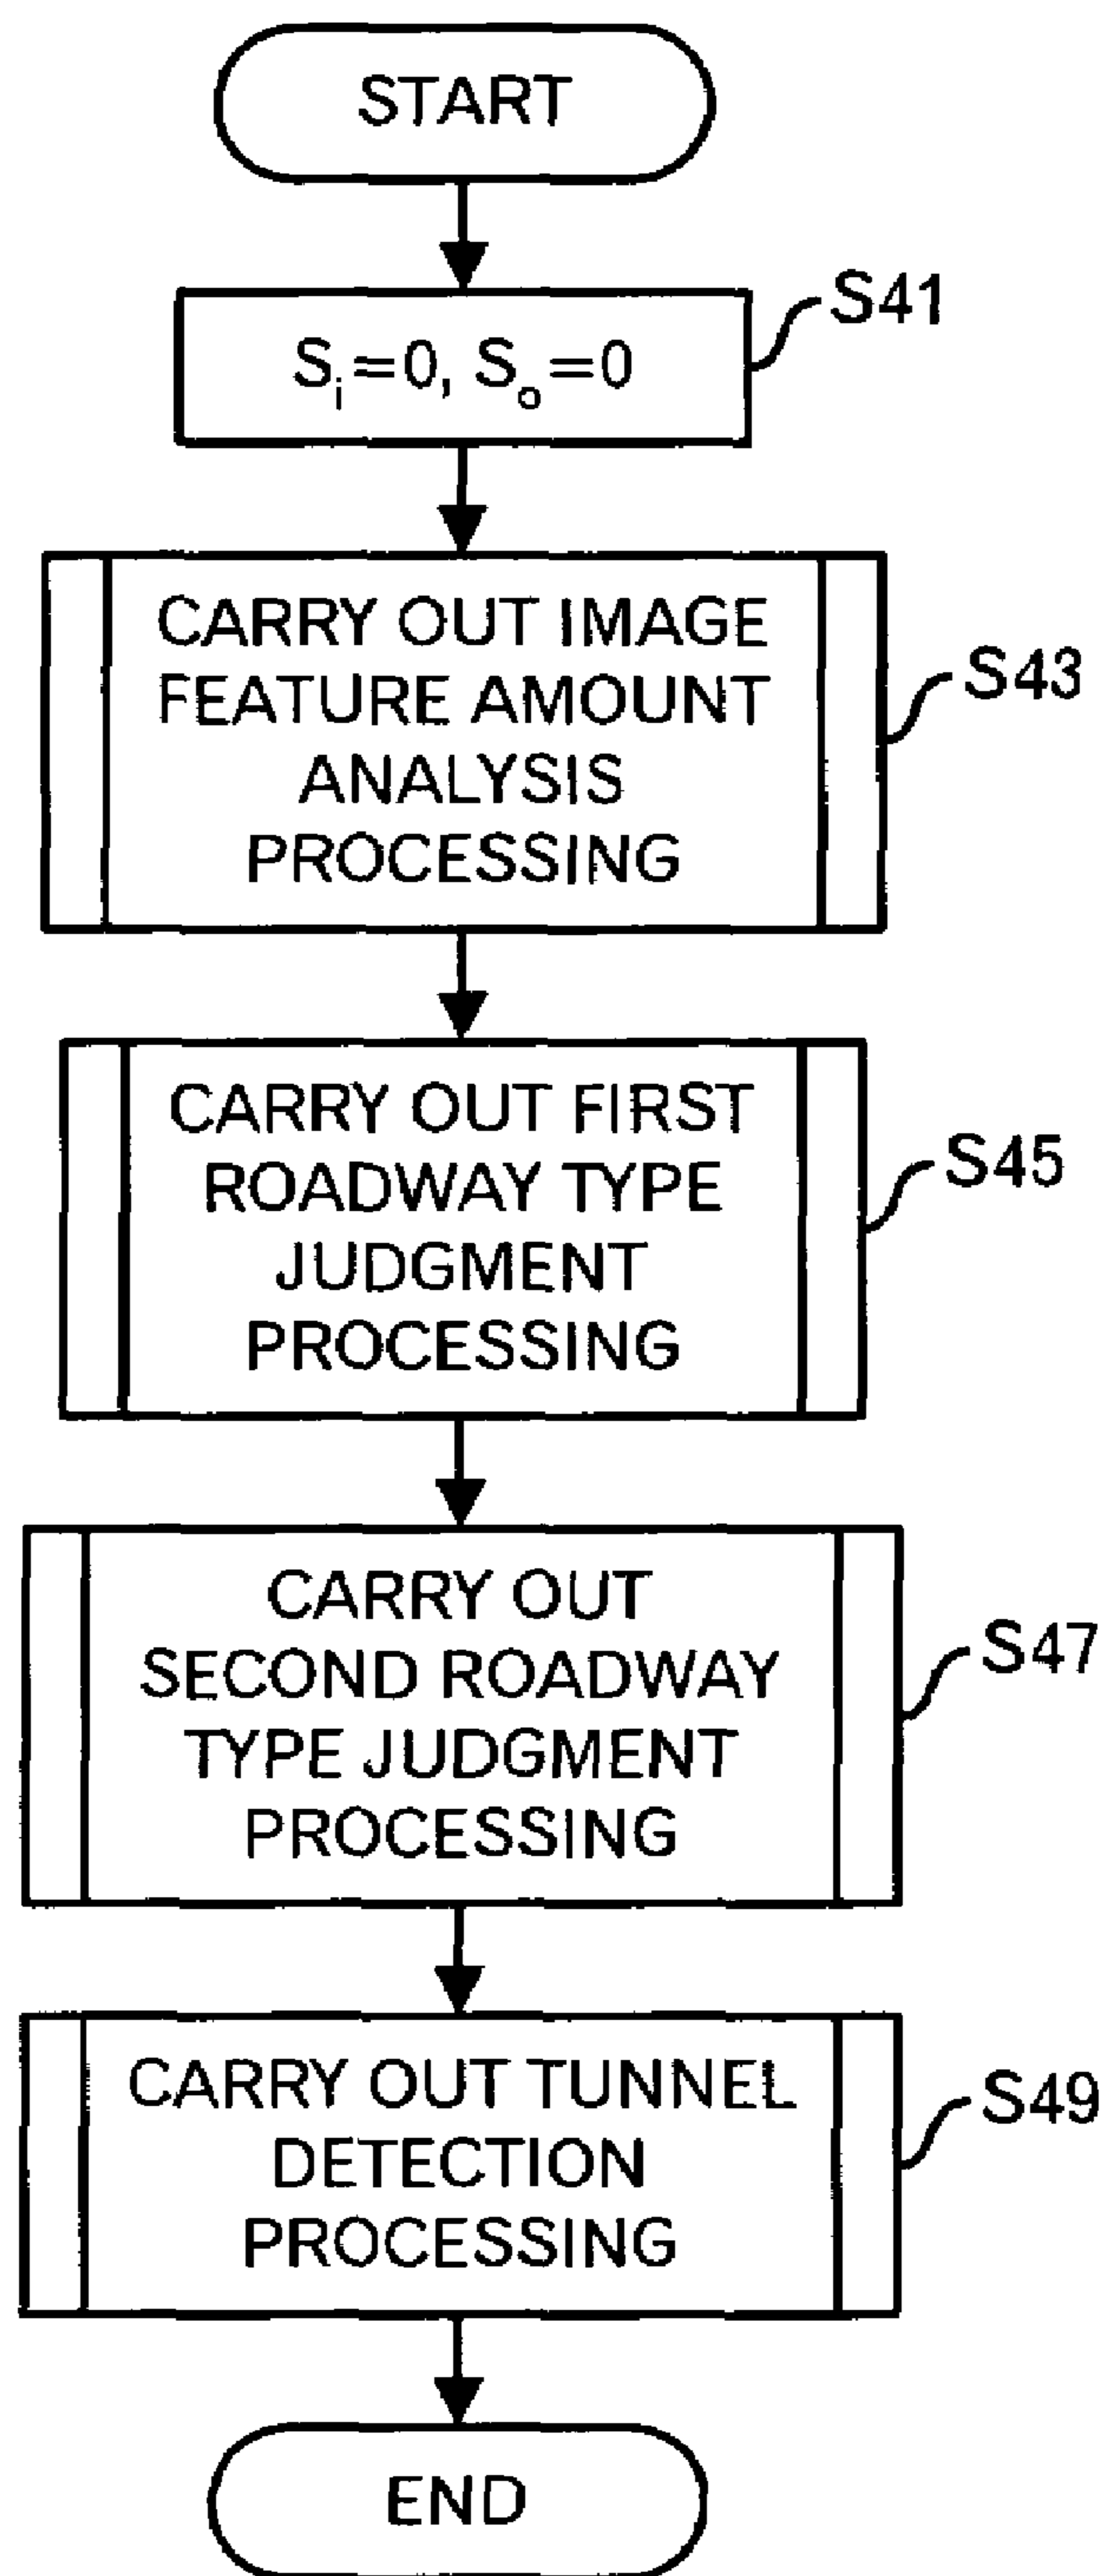 START
S41
Si=0, So=0
CARRY OUT IMAGE
FEATURE AMOUNT
ANALYSIS
PROCESSING
S43
CARRY OUT FIRST
ROADWAY TYPE
JUDGMENT
PROCESSING
S45
CARRY OUT
SECOND ROADWAY
TYPE JUDGMENT
PROCESSING
S47
CARRY OUT TUNNEL
DETECTION
PROCESSING
S49
END